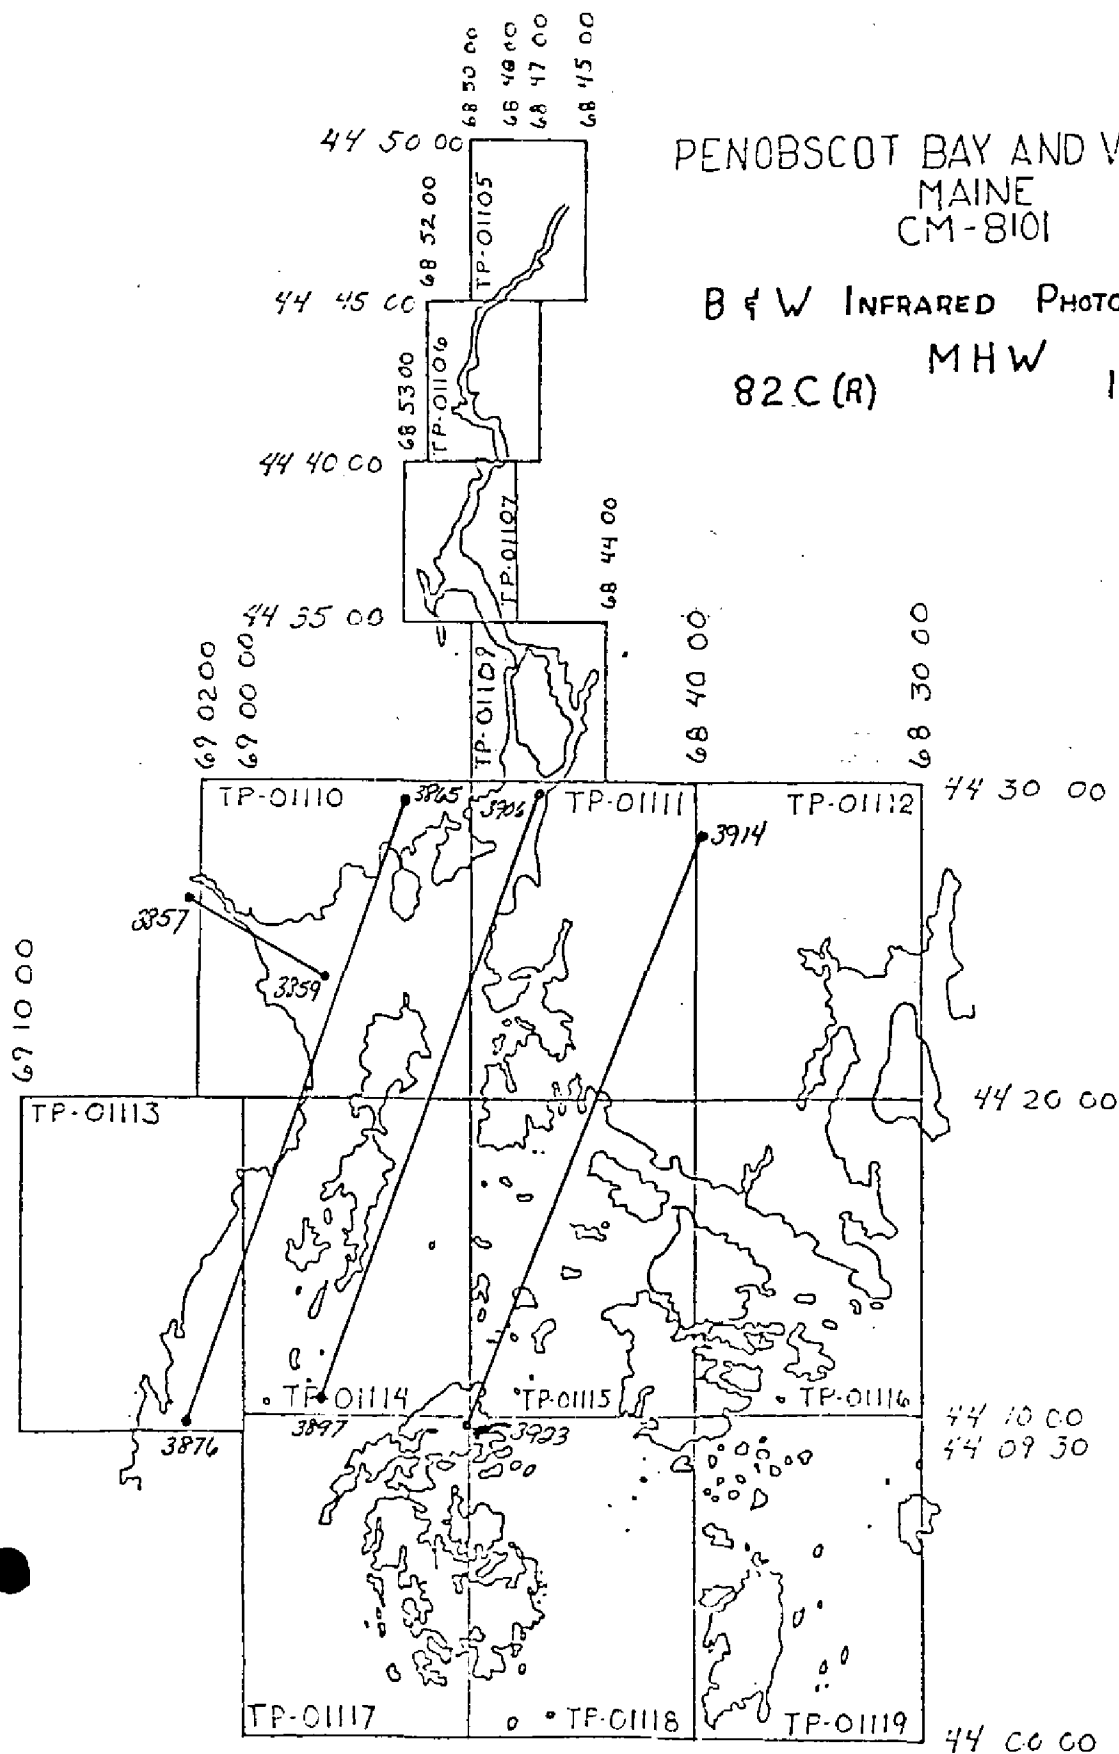 68 50 00
68 48 00
68 47 00
68 45 00
44 50 00
PENOBSCOT BAY AND
MAINE
CM-8101
68 52 00
TP-01105
44 45 00
B & W INFRARED PHOTO
MHW
82 C (R)
68 53 00
TP-01106
44 40 00
TP-01107
68 44 00
44 35 00
69 02 00
69 00 00
TP-01109
68 40 00
68 30 00
TP-01110
3865
3906
TP-01111
TP-01112
44 30 00
3914
3357
3359
69 10 00
TP-01113
44 20 00
TP-01114
TP-01115
TP-01116
44 10 00
3876
3897
3923
44 09 30
TP-01117
TP-01118
TP-01119
44 00 00